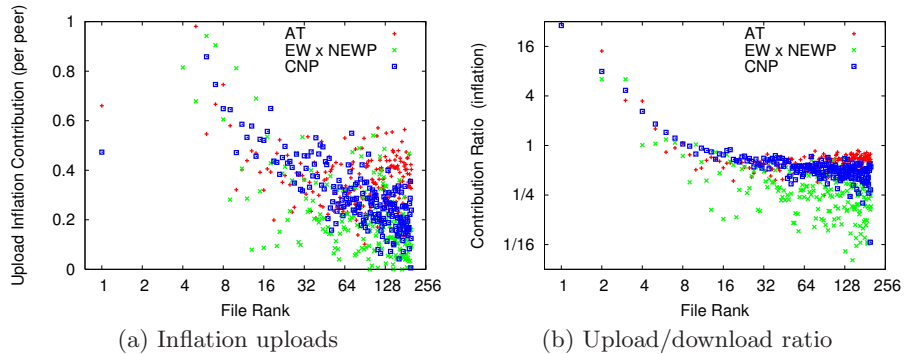 Upload Inflation Contribution (per peer)
1
0.8
0.6
0.4
0.2
0
AT
EW x NEWP
CNP
1 2 4 8 16 32 64 128 256
File Rank
(a) Inflation uploads
Contribution Ratio (inflation)
16
4
1
1/4
1/16
AT
EW x NEWP
CNP
1 2 4 8 16 32 64 128 256
File Rank
(b) Upload/download ratio